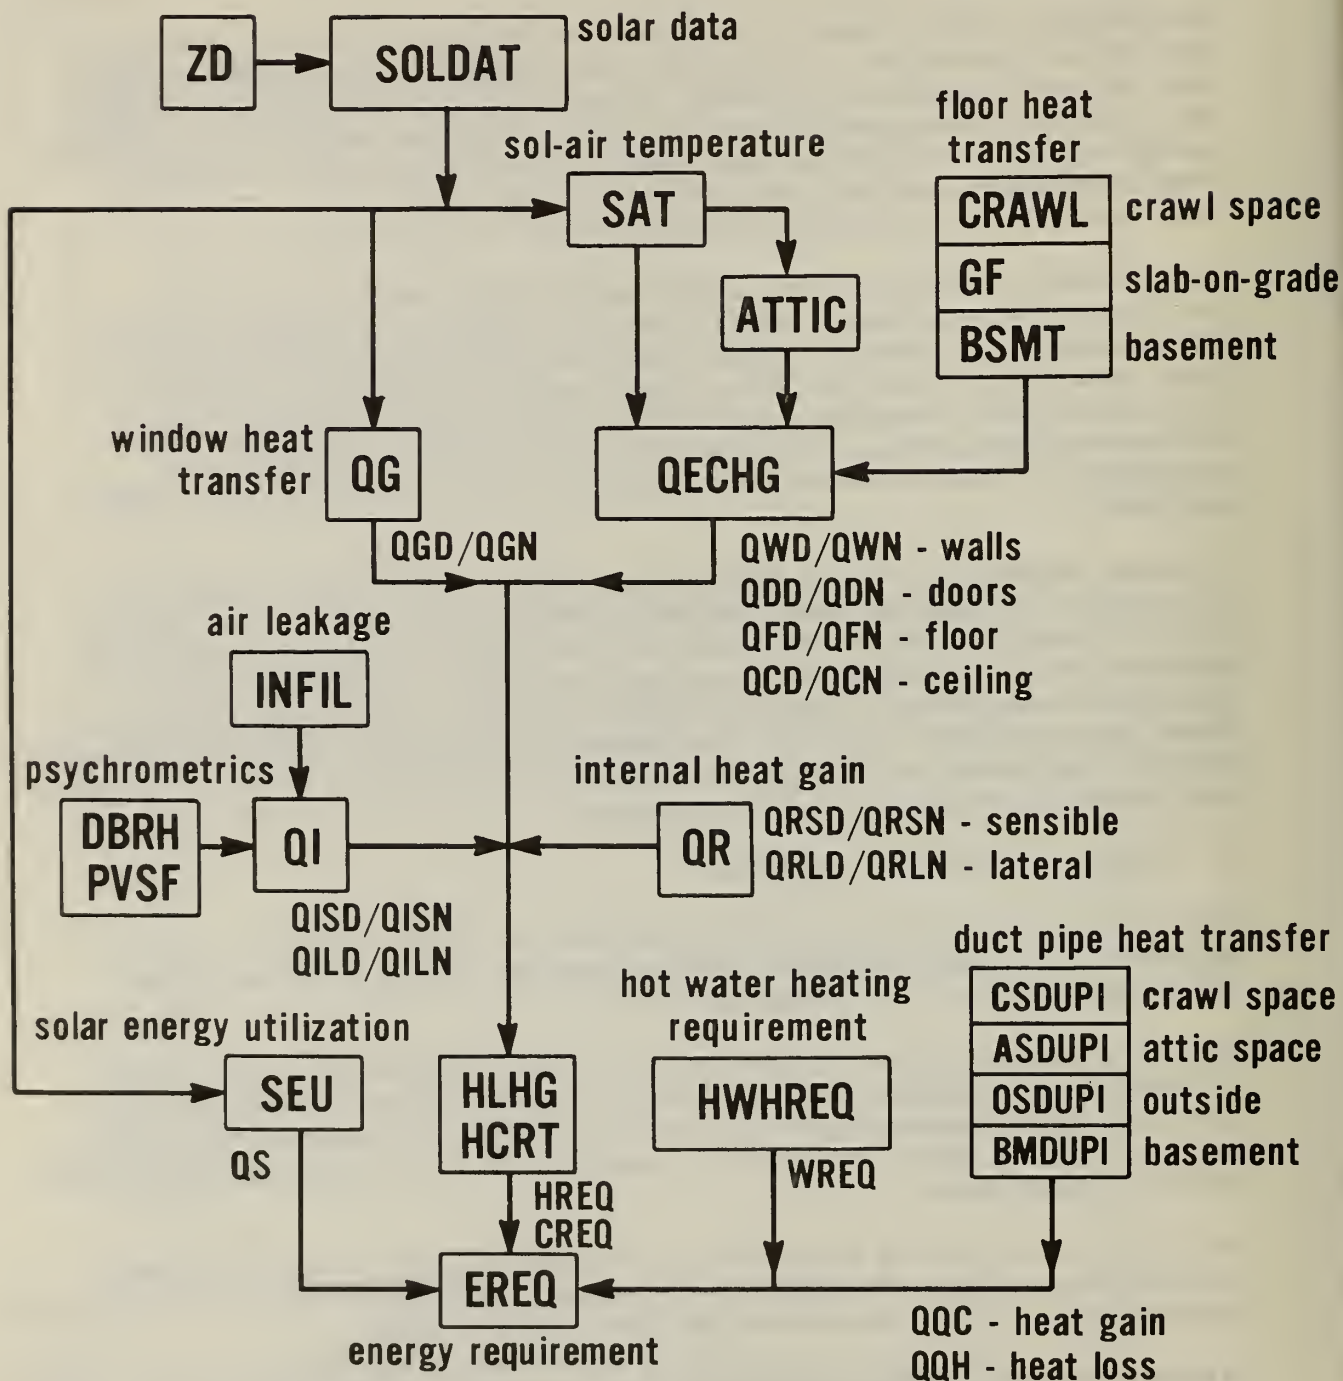 solar data
ZD
SOLDAT
floor heat
transfer
sol-air temperature
CRAWL
crawl space
SAT
GF
slab-on-grade
ATTIC
BSMT
basement
window heat
transfer
QG
QECHG
QGD/QGN
QWD/QWN - walls
QDD/QDN - doors
QFD/QFN - floor
QCD/QCN - ceiling
air leakage
INFIL
psychrometrics
DBRH
PVSF
QI
QISD/QISN
QILD/QILN
internal heat gain
QR
QRSD/QRSN - sensible
QRLD/QRLN - lateral
duct pipe heat transfer
CSDUPI
crawl space
ASDUPI
attic space
OSDUPI
outside
BMDUPI
basement
hot water heating
requirement
HWHREQ
WREQ
solar energy utilization
SEU
QS
HLHG
HCRT
HREQ
CREQ
EREQ
energy requirement
QQC - heat gain
QQH - heat loss